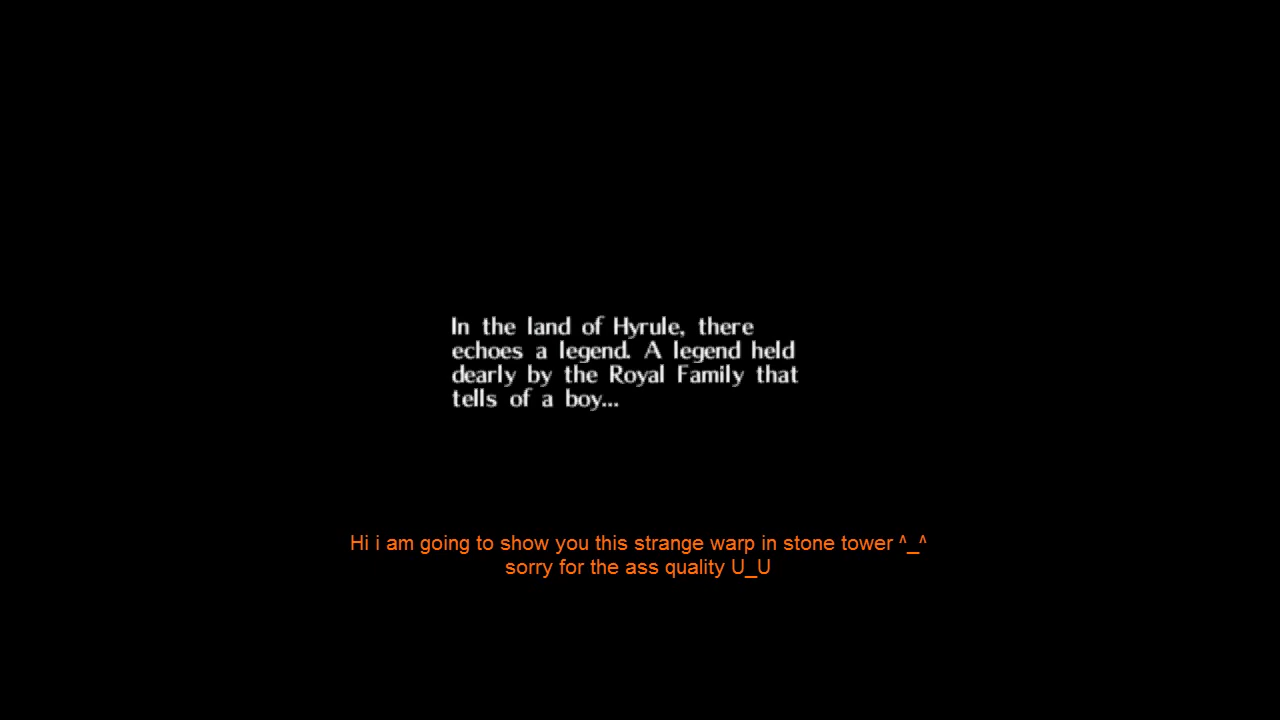 In the land of Hyrule, there
echoes a legend. A legend held
dearly by the Royal Family that
tells of a boy...
Hi i am going to show you this strange warp in stone tower ^_^
sorry for the ass quality U_U